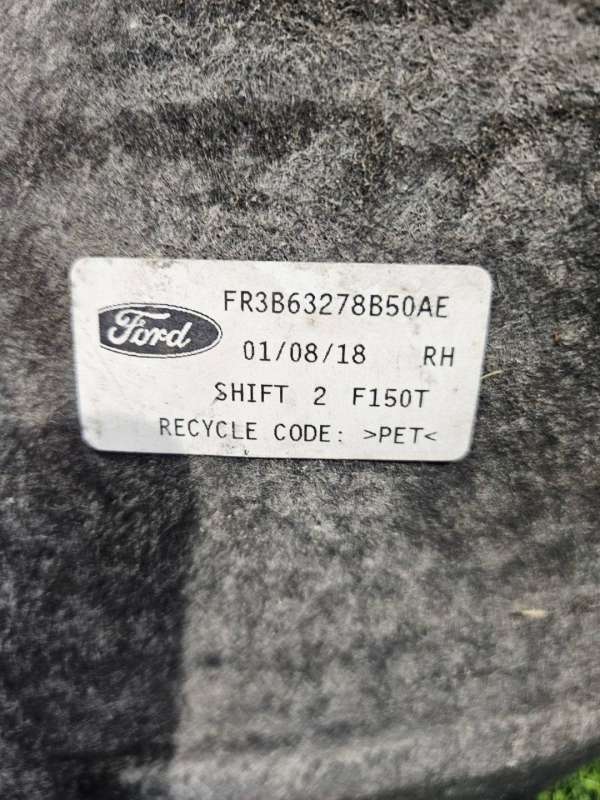 Ford
FR3B63278B50AE
01/08/18 RH
SHIFT 2 F150T
RECYCLE CODE: >PET<